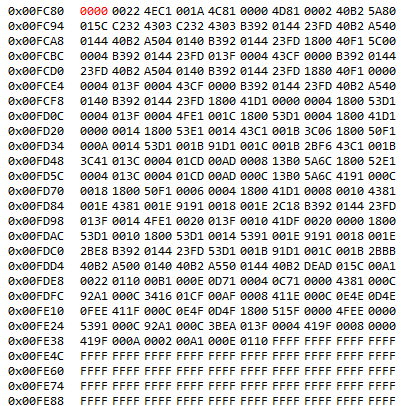 0x00FC80 0000 0022 4EC1 001A 4C81 0000 4D81 0002 40B2 5A80
0x00FC94 015C C232 4303 C232 4303 B392 0144 23FD 40B2 A540
0x00FCA8 0144 40B2 A504 0140 B392 0144 23FD 1800 40F1 5C00
0x00FCBC 0004 B392 0144 23FD 013F 0004 43CF 0000 B392 0144
0x00FCD0 23FD 40B2 A504 0140 B392 0144 23FD 1880 40F1 0000
0x00FCE4 0004 013F 0004 43CF 0000 B392 0144 23FD 40B2 A540
0x00FCF8 0140 B392 0144 23FD 1800 41D1 0000 0004 1800 53D1
0x00FD0C 0004 013F 0004 4FE1 001C 1800 53D1 0004 1800 41D1
0x00FD20 0000 0014 1800 53E1 0014 43C1 001B 3C06 1800 50F1
0x00FD34 000A 0014 53D1 001B 91D1 001C 001B 2BF6 43C1 001B
0x00FD48 3C41 013C 0004 01CD 00AD 0008 13B0 5A6C 1800 52E1
0x00FD5C 0004 013C 0004 01CD 00AD 000C 13B0 5A6C 4191 000C
0x00FD70 0018 1800 50F1 0006 0004 1800 41D1 0008 0010 4381
0x00FD84 001E 4381 001E 9191 0018 001E 2C18 B392 0144 23FD
0x00FD98 013F 0014 4FE1 0020 013F 0010 41DF 0020 0000 1800
0x00FDAC 53D1 0010 1800 53D1 0014 5391 001E 9191 0018 001E
0x00FDC0 2BE8 B392 0144 23FD 53D1 001B 91D1 001C 001B 2BBB
0x00FDD4 40B2 A500 0140 40B2 A550 0144 40B2 DEAD 015C 00A1
0x00FDE8 0022 0110 00B1 000E 0D71 0004 0C71 0000 4381 000C
0x00FDFC 92A1 000C 3416 01CF 00AF 0008 411E 000C 0E4E 0D4E
0x00FE10 0FEE 411F 000C 0E4F 0D4F 1800 515F 0000 4FEE 0000
0x00FE24 5391 000C 92A1 000C 3BEA 013F 0004 419F 0008 0000
0x00FE38 419F 000A 0002 00A1 000E 0110 FFFF FFFF FFFF FFFF
0x00FE4C FFFF FFFF FFFF FFFF FFFF FFFF FFFF FFFF FFFF FFFF
0x00FE60 FFFF FFFF FFFF FFFF FFFF FFFF FFFF FFFF FFFF FFFF
0x00FE74 FFFF FFFF FFFF FFFF FFFF FFFF FFFF FFFF FFFF FFFF
0x00FE88 FFFF FFFF FFFF FFFF FFFF FFFF FFFF FFFF FFFF FFFF